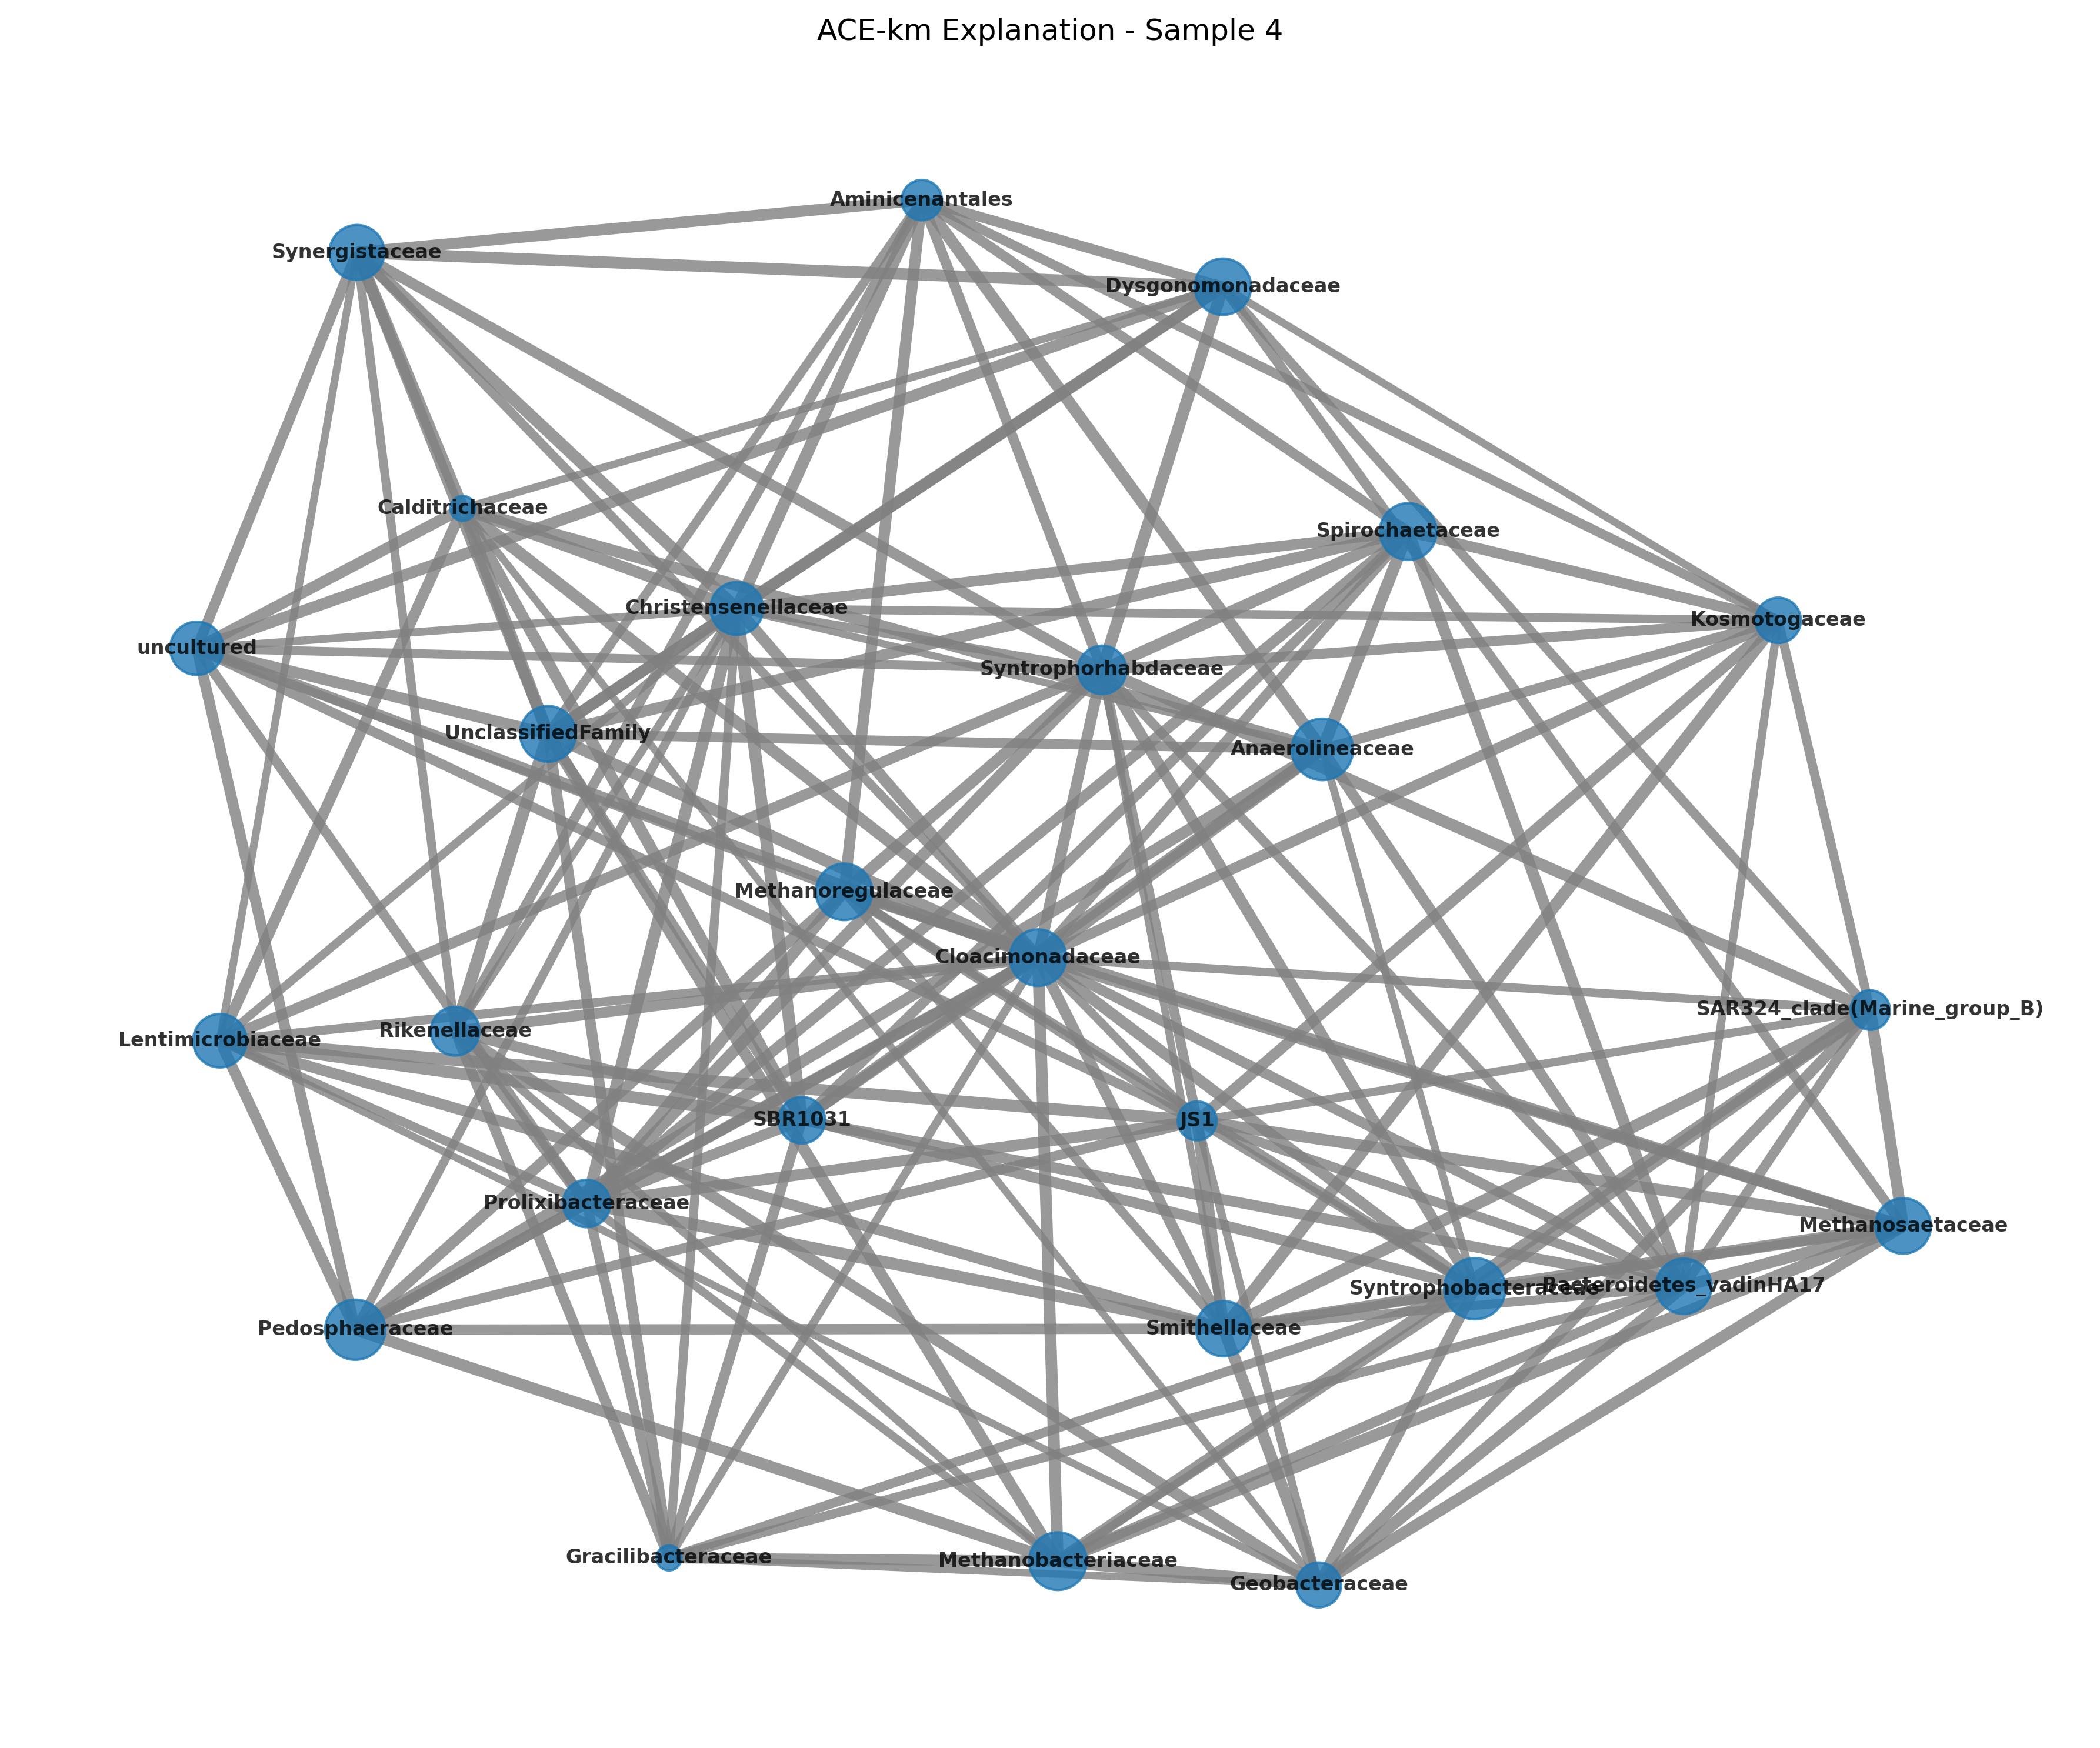 ACE-km Explanation - Sample 4
Aminicenantales
Synergistaceae
Dysgonomonadaceae
Calditrichaceae
Spirochaetaceae
Christensenellaceae
Kosmotogaceae
uncultured
Syntrophorhabdaceae
UnclassifiedFamily
Anaerolineaceae
Methanoregulaceae
Cloacimonadaceae
SAR324_clade(Marine_group_B)
Rikenellaceae
Lentimicrobiaceae
SBR1031
JS1
Prolixibacteraceae
Methanosaetaceae
Bacteroidetes_vadinHA17
Syntrophobacteraceae
Smithellaceae
Pedosphaeraceae
Gracilibacteraceae
Methanobacteriaceae
Geobacteraceae